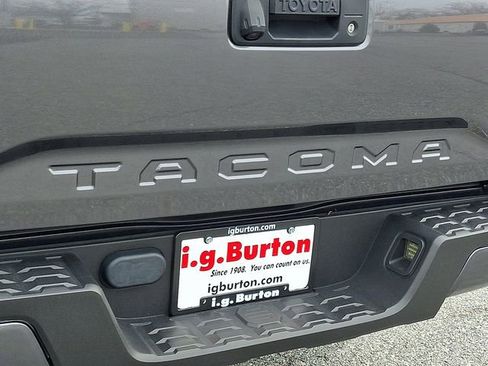 TOYOTA
TACOMA
igburton.com
i.g.Burton
Since 1908. You can count on us.
igburton.com
i.g. Burton